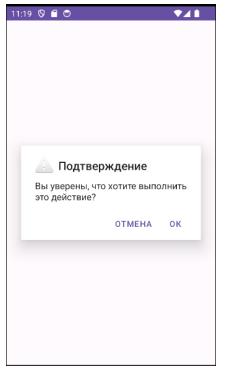 11:19
Подтверждение
Вы уверены, что хотите выполнить
это действие?
ОТМЕНА ОК